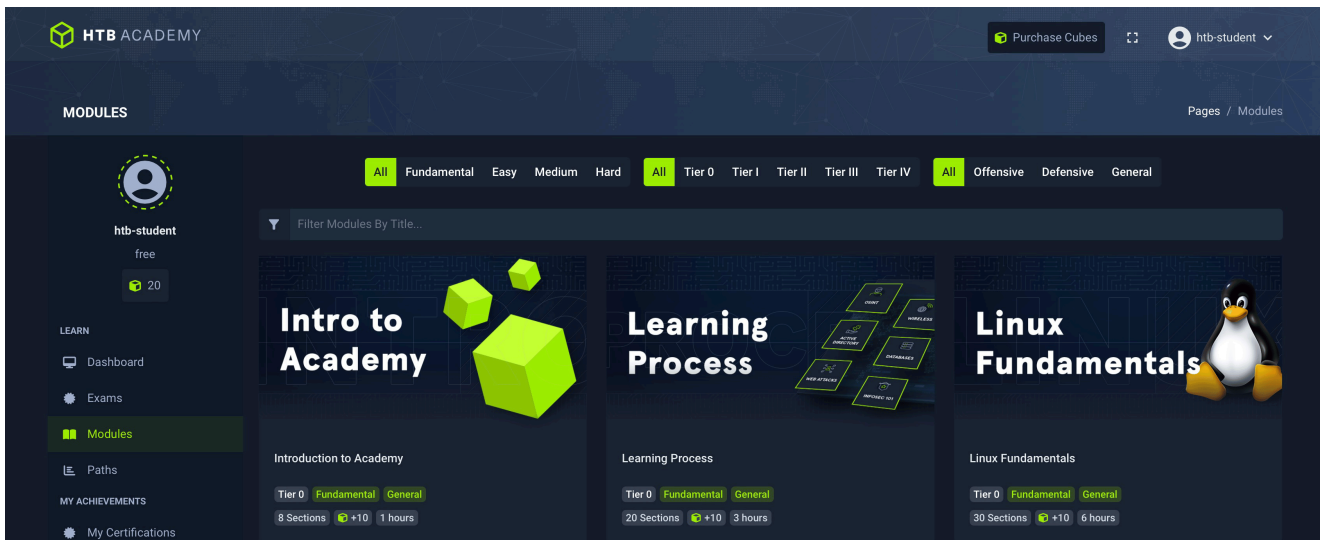 HTB ACADEMY
Purchase Cubes
htb-student
MODULES
Pages / Modules
All Fundamental Easy Medium Hard All Tier 0 Tier I Tier II Tier III Tier IV All Offensive Defensive General
Filter Modules By Title...
htb-student
free
20
LEARN
Dashboard
Exams
Modules
Paths
MY ACHIEVEMENTS
My Certifications
Intro to
Academy
Introduction to Academy
Tier 0 Fundamental General
8 Sections +10 1 hours
Learning
Process
OSINT
WIRELESS
ACTIVE
DIRECTORY
DATABASES
WEB ATTACKS
INFOSEC 101
Learning Process
Tier 0 Fundamental General
20 Sections +10 3 hours
Linux
Fundamentals
Linux Fundamentals
Tier 0 Fundamental General
30 Sections +10 6 hours